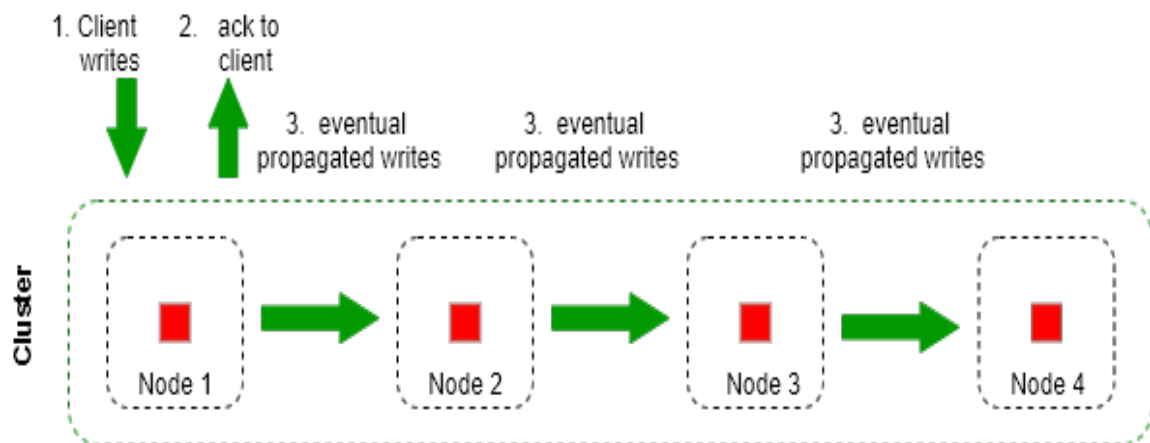 1. Client
writes
2. ack to
client
3. eventual
propagated writes
3. eventual
propagated writes
3. eventual
propagated writes
Cluster
Node 1
Node 2
Node 3
Node 4